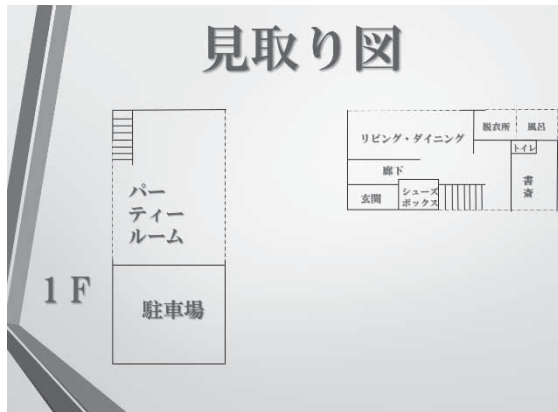 見取り図
パー
ティー
ルーム
駐車場
1F
リビング・ダイニング
脱衣所
風呂
トイレ
廊下
書斎
玄関
シューズ
ボックス